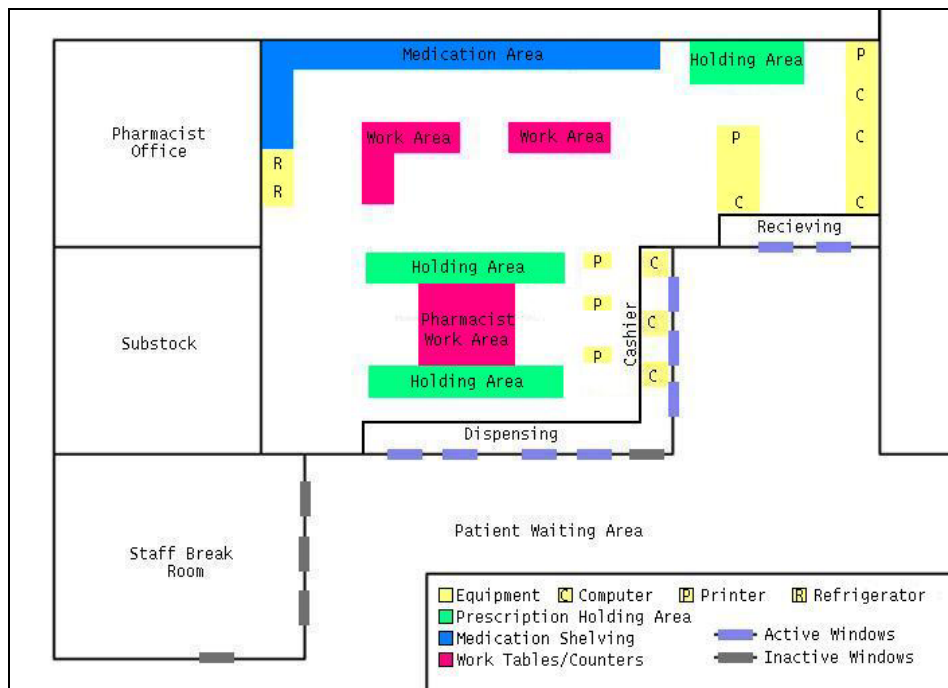 Medication Area
Holding Area
P
C
Pharmacist
Office
Work Area
Work Area
P
C
R
R
C
C
Recieving
Holding Area
P
C
P
Cashier
Pharmacist
Work Area
C
Substock
P
C
Holding Area
Dispensing
Patient Waiting Area
Staff Break
Room
Equipment
C Computer
P Printer
R Refrigerator
Prescription Holding Area
Medication Shelving
Active Windows
Work Tables/Counters
Inactive Windows